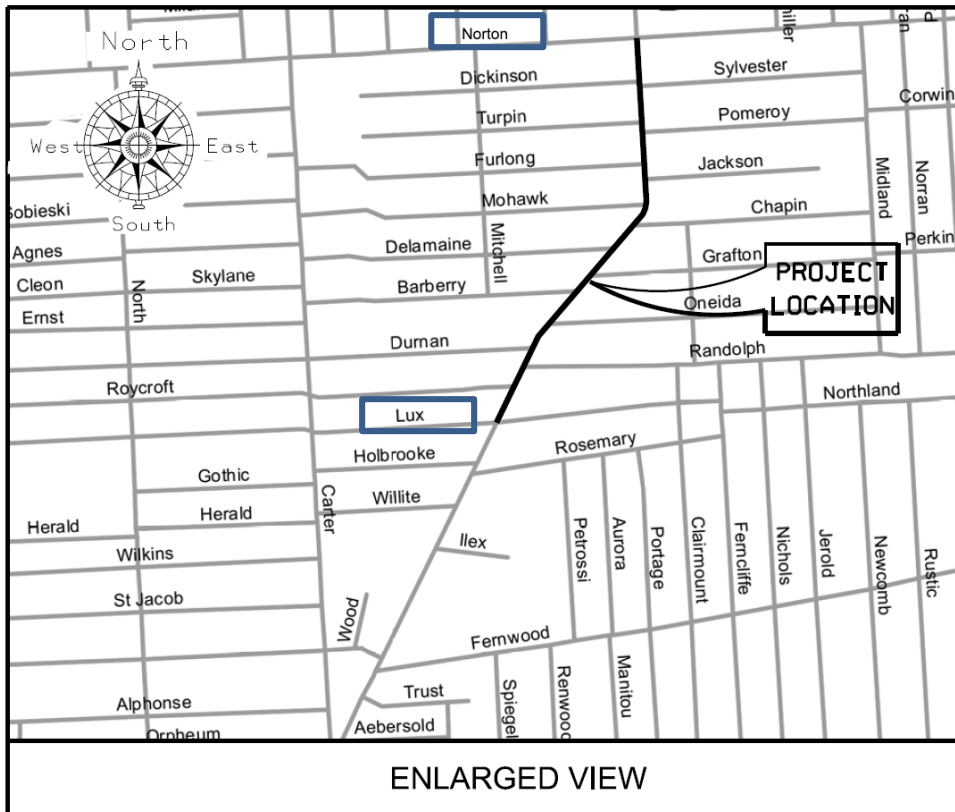 Norton
North
Dickinson
Sylvester
Corwin
Turpin
Pomeroy
West
East
Furlong
Jackson
Mohawk
Midland
Norran
Chapin
Sobieski
South
Mitchell
Agnes
Delamaine
Grafton
Perkin
Cleon
Skylane
Barberry
PROJECT
LOCATION
Oneida
North
Ernst
Durnan
Randolph
Roycroft
Northland
Lux
Rosemary
Holbrooke
Gothic
Carter
Willite
Herald
Herald
Ilex
Wilkins
Petrossi
Aurora
Portage
Clairmount
Ferncliffe
Nichols
Jerold
Newcomb
Rustic
St Jacob
Wood
Fernwood
Trust
Spiegel
Renwood
Manitou
Alphonse
Aebersold
Orpheum
ENLARGED VIEW